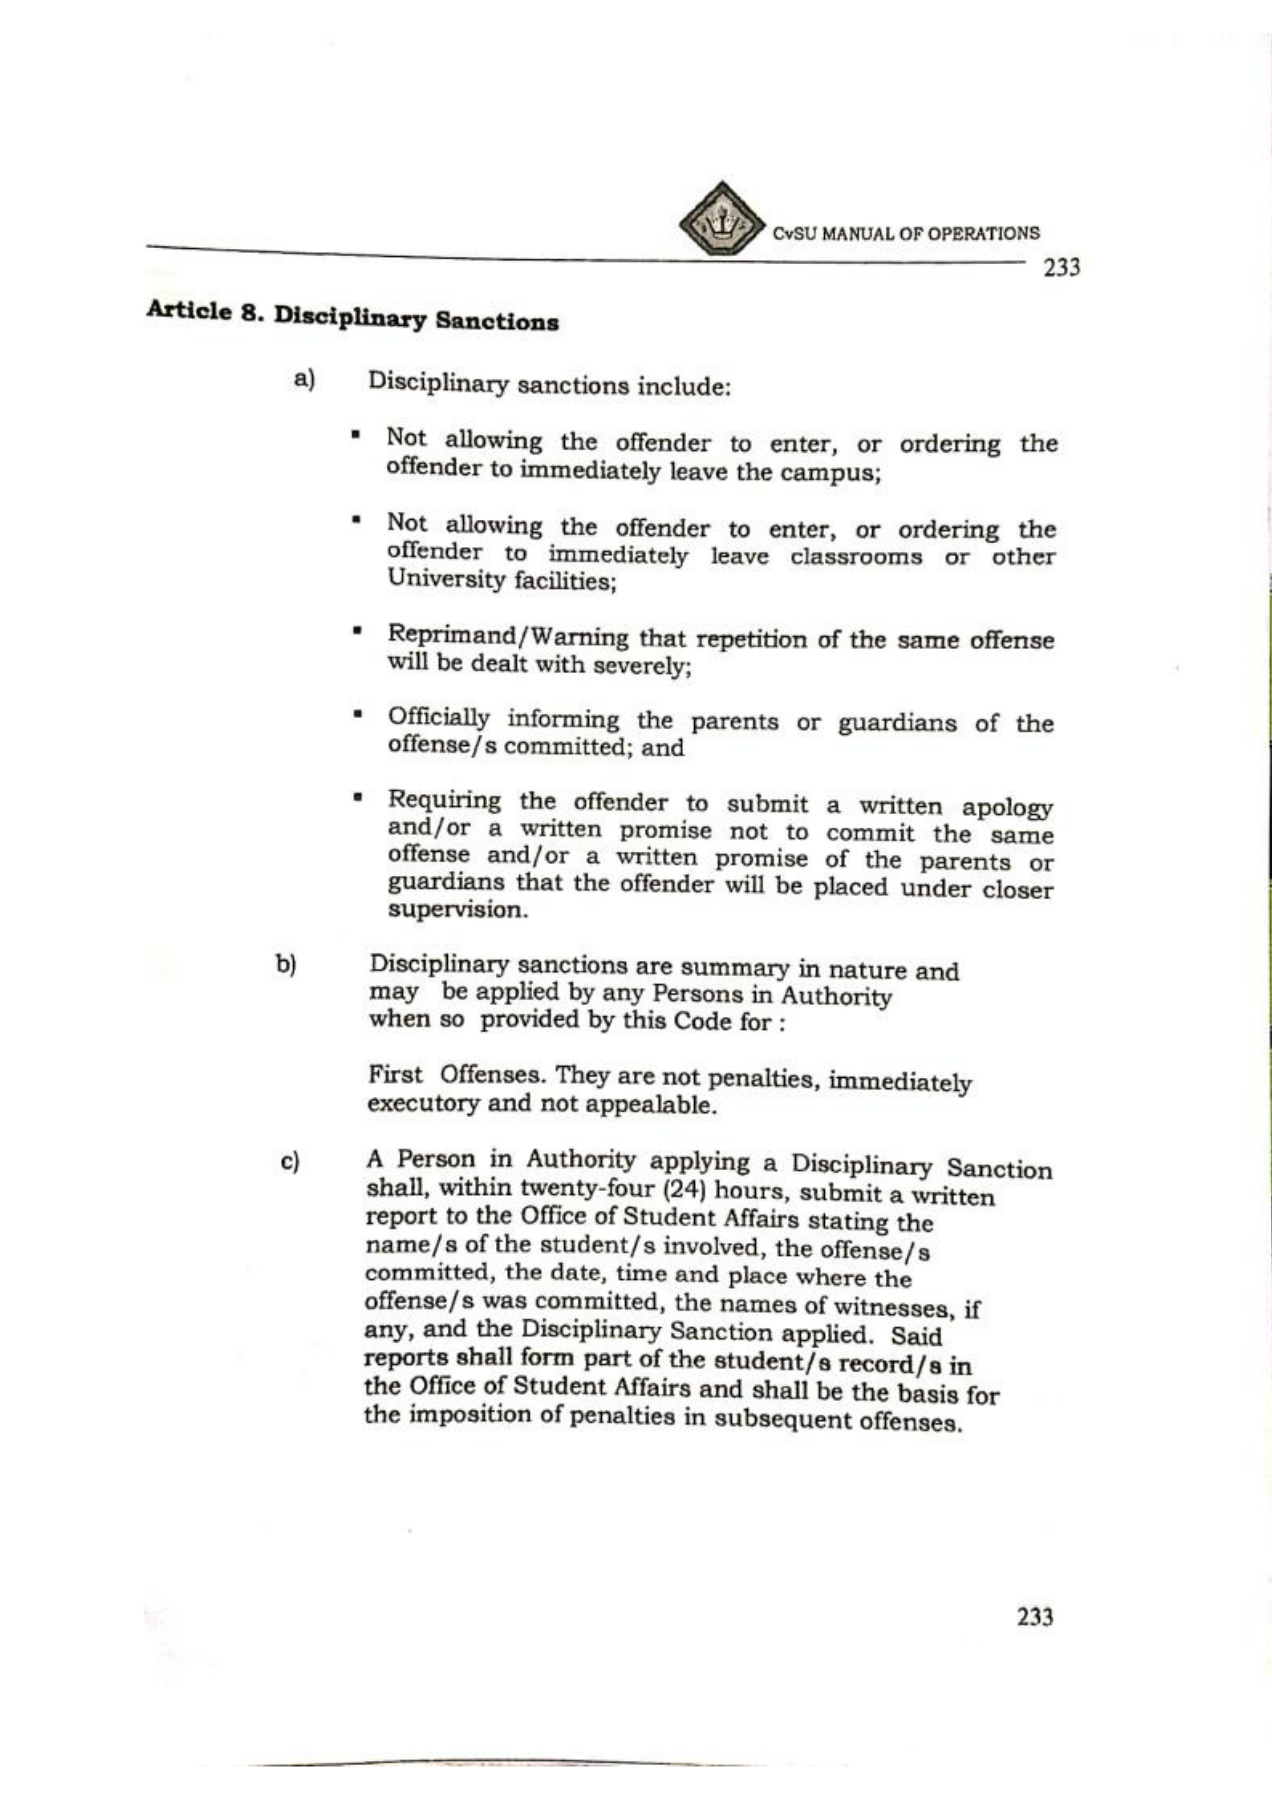 CvSU MANUAL OF OPERATIONS
233
Article 8. Disciplinary Sanctions
a) Disciplinary sanctions include:
▪ Not allowing the offender to enter, or ordering the
offender to immediately leave the campus;
▪ Not allowing the offender to enter, or ordering the
offender to immediately leave classrooms or other
University facilities;
▪ Reprimand/Warning that repetition of the same offense
will be dealt with severely;
▪ Officially informing the parents or guardians of the
offense/s committed; and
▪ Requiring the offender to submit a written apology
and/or a written promise not to commit the same
offense and/or a written promise of the parents or
guardians that the offender will be placed under closer
supervision.
b) Disciplinary sanctions are summary in nature and
may be applied by any Persons in Authority
when so provided by this Code for :
First Offenses. They are not penalties, immediately
executory and not appealable.
c) A Person in Authority applying a Disciplinary Sanction
shall, within twenty-four (24) hours, submit a written
report to the Office of Student Affairs stating the
name/s of the student/s involved, the offense/s
committed, the date, time and place where the
offense/s was committed, the names of witnesses, if
any, and the Disciplinary Sanction applied. Said
reports shall form part of the student/s record/s in
the Office of Student Affairs and shall be the basis for
the imposition of penalties in subsequent offenses.
233